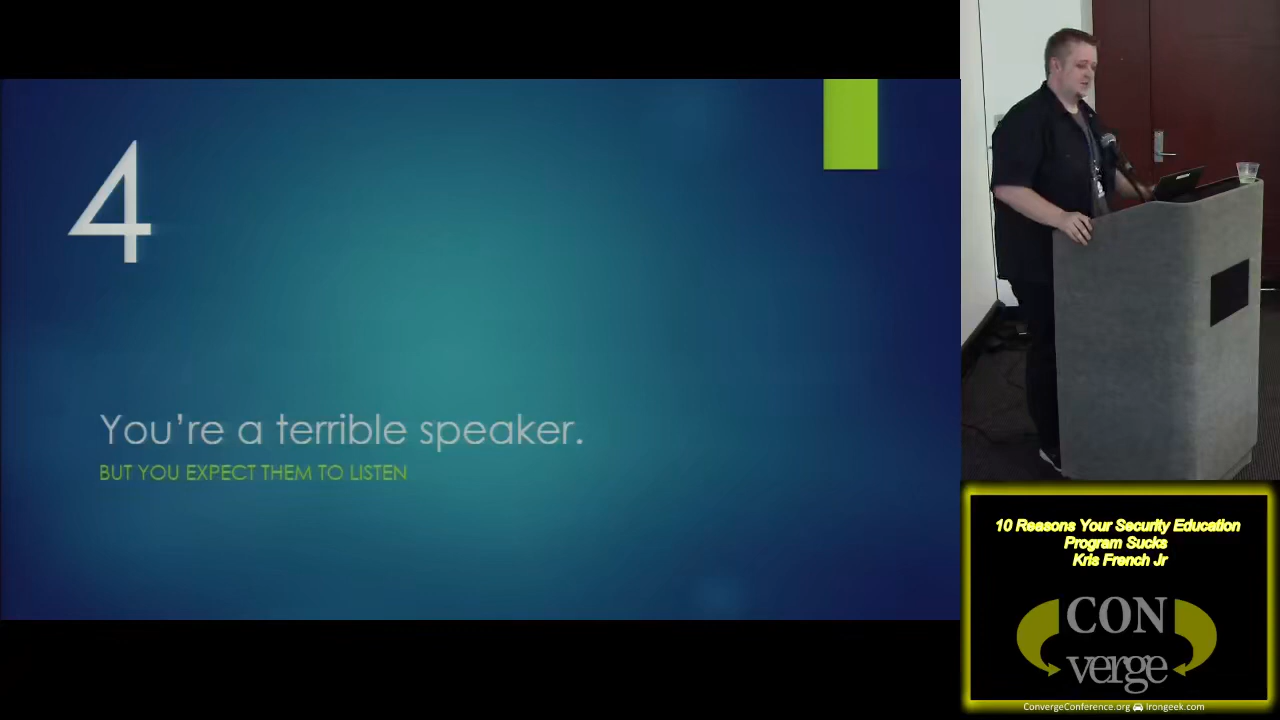 4
You're a terrible speaker.
BUT YOU EXPECT THEM TO LISTEN
10 Reasons Your Security Education
Program Sucks
Kris French Jr
CON
verge
ConvergeConference.org Irongeek.com